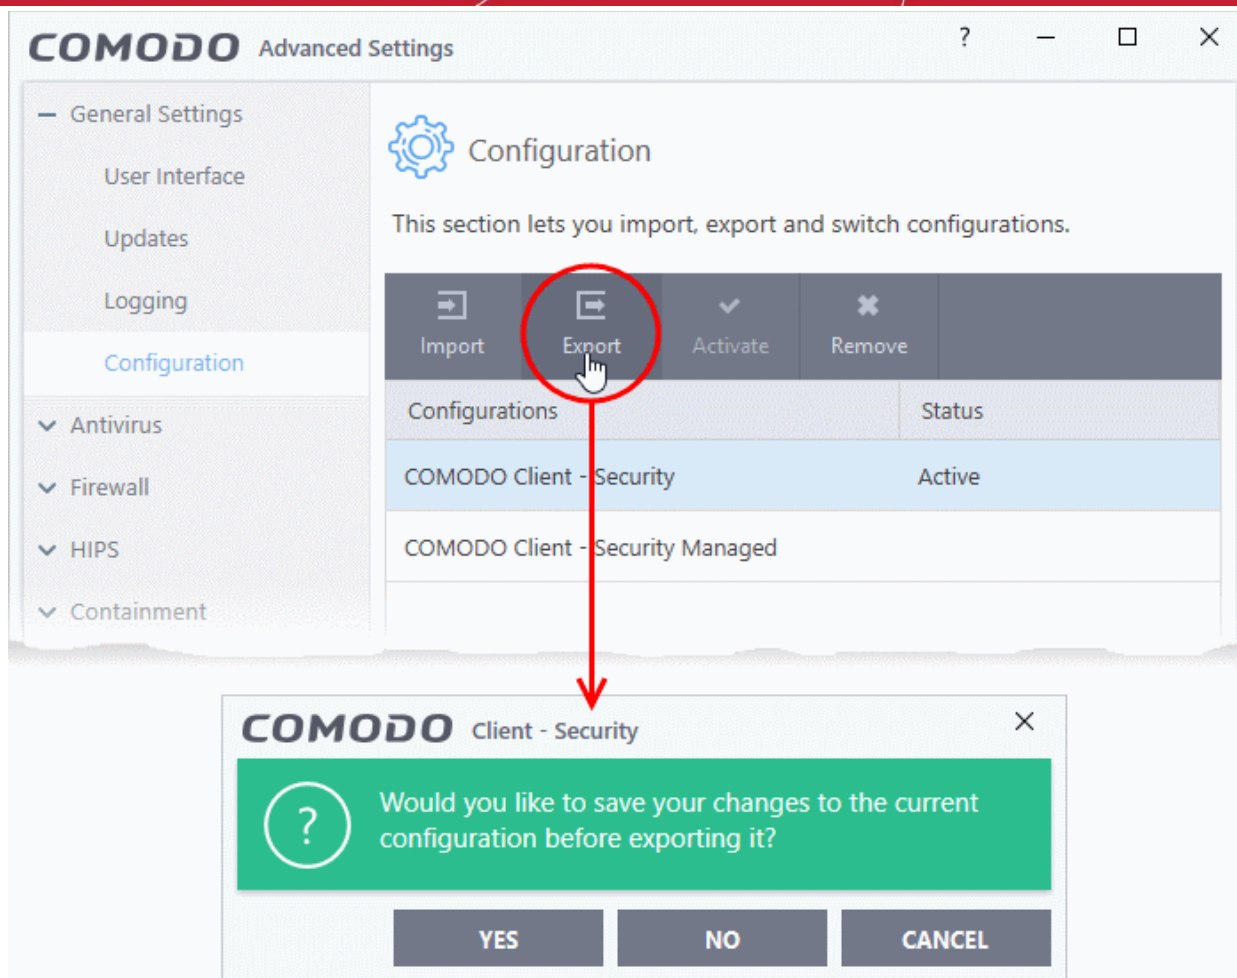 COMODO Advanced Settings ?
General Settings
User Interface
Updates
Logging
Configuration
Antivirus
Firewall
HIPS
Containment
Configuration
This section lets you import, export and switch configurations.
Import Export Activate Remove
Configurations Status
COMODO Client - Security Active
COMODO Client - Security Managed
COMODO Client - Security
?
Would you like to save your changes to the current
configuration before exporting it?
YES NO CANCEL